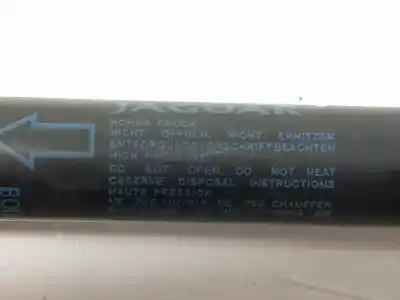 JAGUAR
HOHER DRUCK
NICHT ÖFFNEN, NICHT ERHITZEN
ENTSORGUNGSVORSCHRIFT BEACHTEN
HIGH PRESSURE
DO NOT OPEN, DO NOT HEAT
OBSERVE DISPOSAL INSTRUCTIONS
HAUTE PRESSION
NE PAS OUVRIR NE PAS CHAUFFER